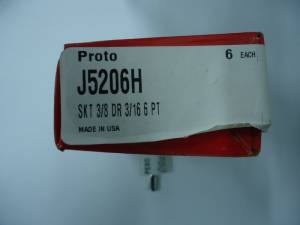 Proto 6 EACH
J5206H
SKT 3/8 DR 3/16 6 PT
MADE IN USA